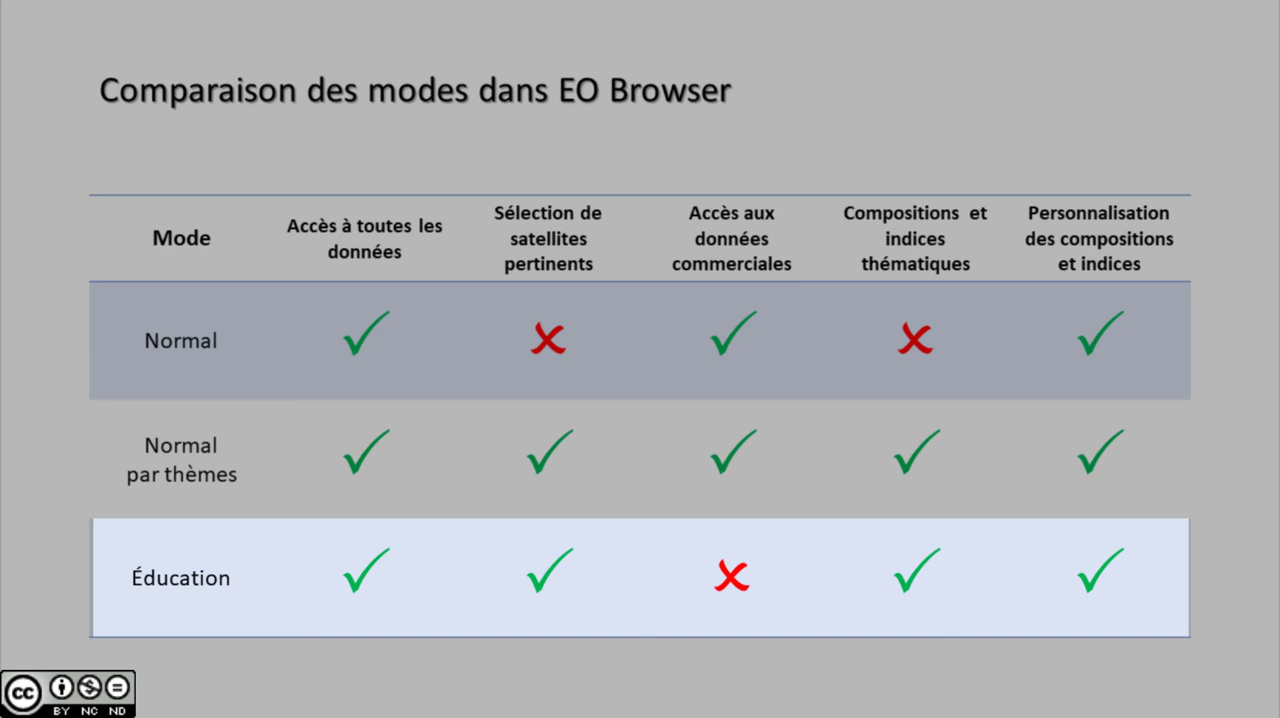 Comparaison des modes dans EO Browser
Mode
Accès à toutes les
données
Sélection de
satellites
pertinents
Accès aux
données
commerciales
Compositions et
indices
thématiques
Personnalisation
des compositions
et indices
Normal
Normal
par thèmes
Éducation
cc
BY NC ND